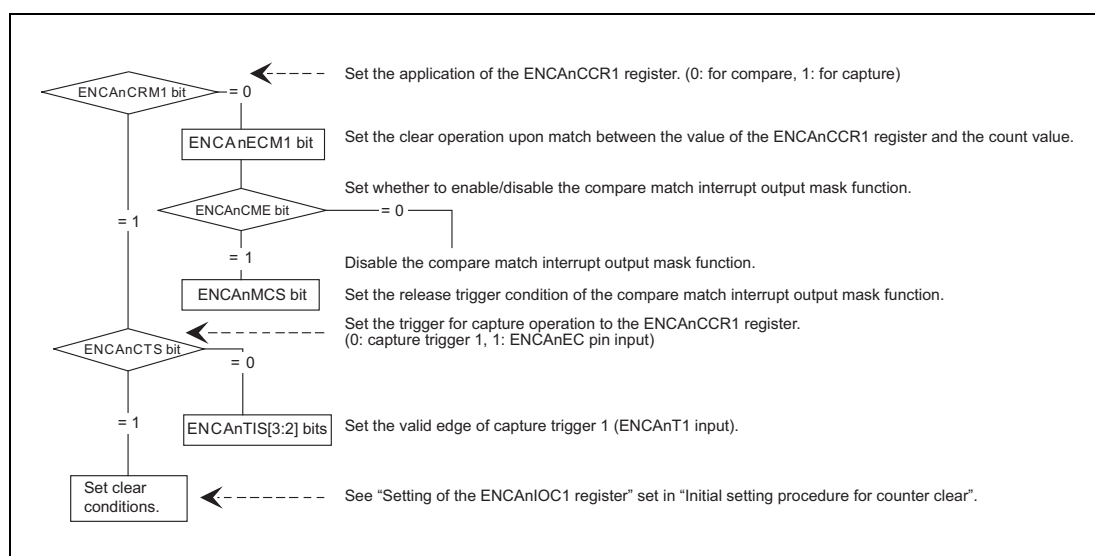 Set the application of the ENCAnCCR1 register. (0: for compare, 1: for capture)
ENCAnCRM1 bit
= 0
ENCAnECM1 bit
Set the clear operation upon match between the value of the ENCAnCCR1 register and the count value.
Set whether to enable/disable the compare match interrupt output mask function.
ENCAnCME bit
= 0
= 1
= 1
Disable the compare match interrupt output mask function.
ENCAnMCS bit
Set the release trigger condition of the compare match interrupt output mask function.
Set the trigger for capture operation to the ENCAnCCR1 register.
(0: capture trigger 1, 1: ENCAnEC pin input)
ENCAnCTS bit
= 0
= 1
ENCAnTIS[3:2] bits
Set the valid edge of capture trigger 1 (ENCAnT1 input).
Set clear
conditions.
See “Setting of the ENCAnIOC1 register” set in “Initial setting procedure for counter clear”.